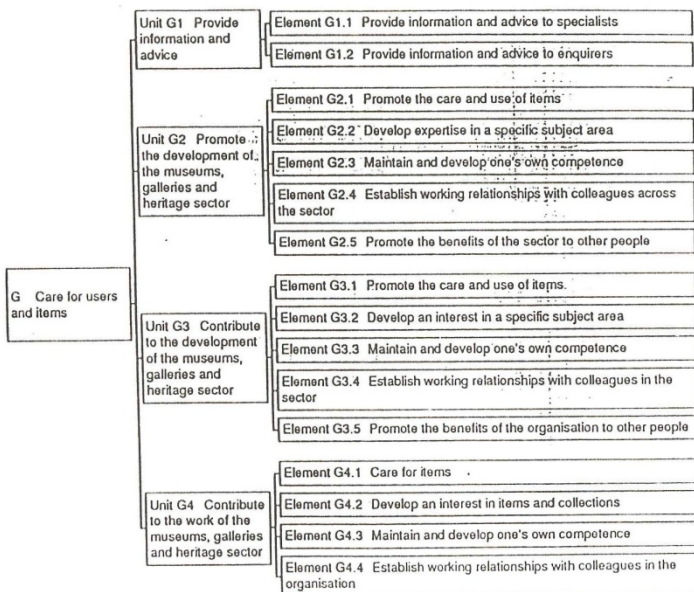 G Care for users
and items
Unit G1 Provide
information and
advice
Element G1.1 Provide information and advice to specialists
Element G1.2 Provide information and advice to enquirers
Unit G2 Promote
the development of
the museums,
galleries and
heritage sector
Element G2.1 Promote the care and use of items
Element G2.2 Develop expertise in a specific subject area
Element G2.3 Maintain and develop one's own competence
Element G2.4 Establish working relationships with colleagues across
the sector
Element G2.5 Promote the benefits of the sector to other people
Unit G3 Contribute
to the development
of the museums,
galleries and
heritage sector
Element G3.1 Promote the care and use of items.
Element G3.2 Develop an interest in a specific subject area
Element G3.3 Maintain and develop one's own competence
Element G3.4 Establish working relationships with colleagues in the
sector
Element G3.5 Promote the benefits of the organisation to other people
Unit G4 Contribute
to the work of the
museums, galleries
and heritage sector
Element G4.1 Care for items
Element G4.2 Develop an interest in items and collections
Element G4.3 Maintain and develop one's own competence
Element G4.4 Establish working relationships with colleagues in the
organisation